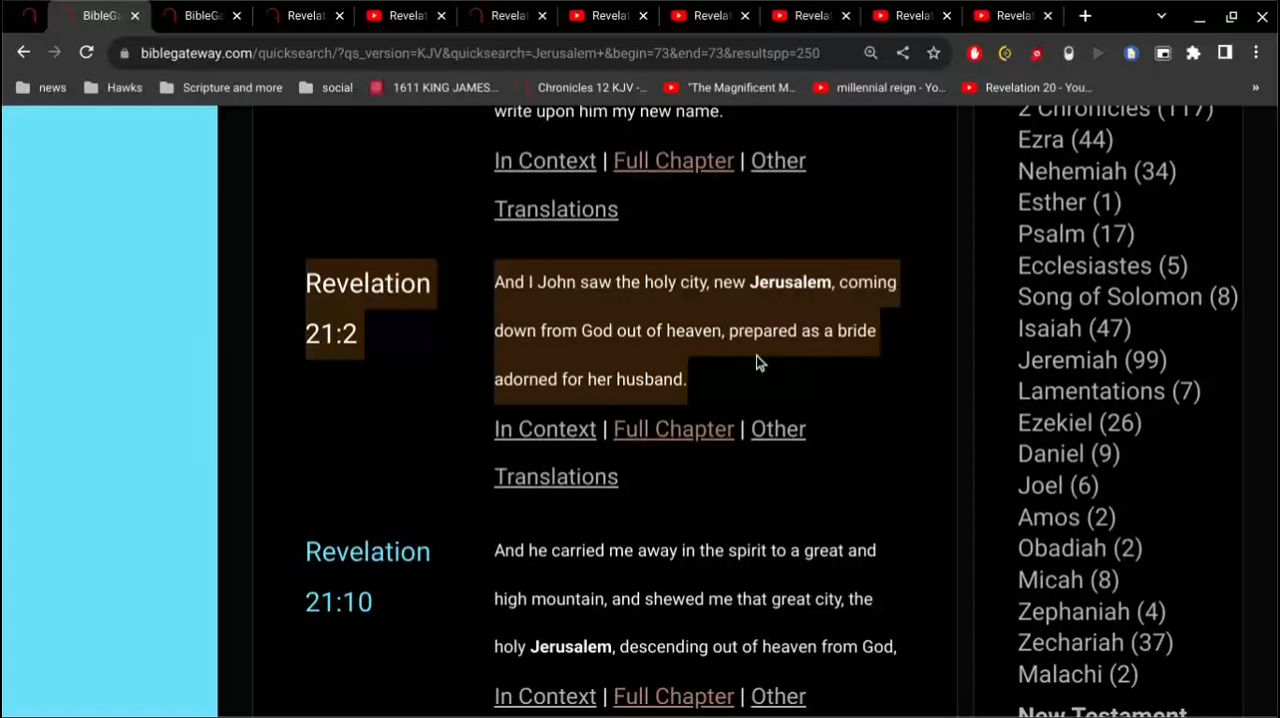 BibleGa
BibleGa
Revelat
Revelat
Revelat
Revelat
Revelat
Revelat
Revelat
Revelat
biblegateway.com/quicksearch/?qs_version=KJV&quicksearch=Jerusalem+&begin=73&end=73&resultspp=250
news
Hawks
Scripture and more
social
1611 KING JAMES...
Chronicles 12 KJV -...
"The Magnificent M...
millennial reign - Yo...
Revelation 20 - You...
»
write upon him my new name.
In Context | Full Chapter | Other
Translations
Revelation
21:2
And I John saw the holy city, new Jerusalem, coming
down from God out of heaven, prepared as a bride
adorned for her husband.
In Context | Full Chapter | Other
Translations
Revelation
21:10
And he carried me away in the spirit to a great and
high mountain, and shewed me that great city, the
holy Jerusalem, descending out of heaven from God,
In Context | Full Chapter | Other
2 Chronicles (117)
Ezra (44)
Nehemiah (34)
Esther (1)
Psalm (17)
Ecclesiastes (5)
Song of Solomon (8)
Isaiah (47)
Jeremiah (99)
Lamentations (7)
Ezekiel (26)
Daniel (9)
Joel (6)
Amos (2)
Obadiah (2)
Micah (8)
Zephaniah (4)
Zechariah (37)
Malachi (2)
New Testament